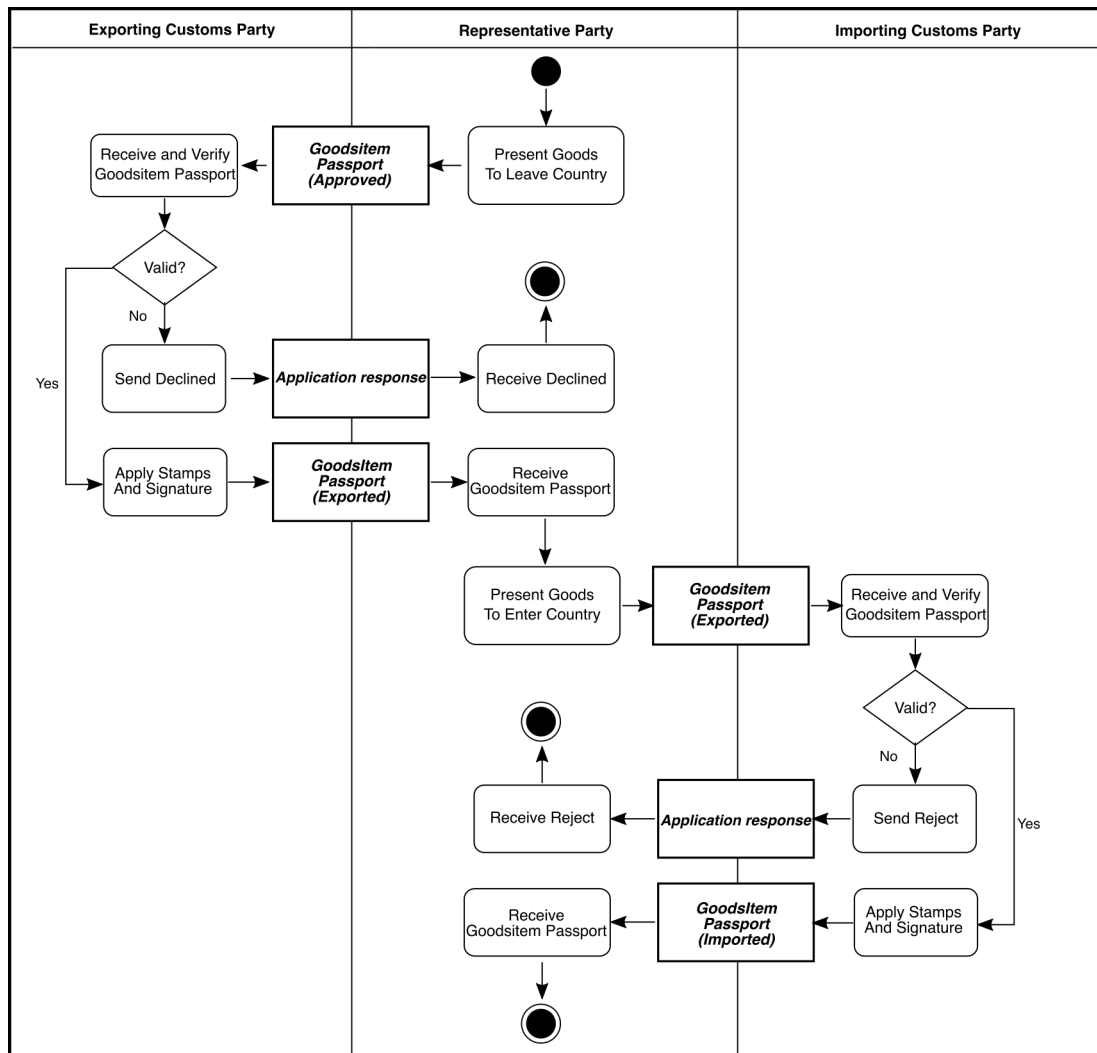 Exporting Customs Party
Representative Party
Importing Customs Party
Receive and Verify
Goodsitem Passport
Goodsitem
Passport
(Approved)
Present Goods
To Leave Country
Valid?
No
Yes
Send Declined
Application response
Receive Declined
Apply Stamps
And Signature
GoodsItem
Passport
(Exported)
Receive
Goodsitem Passport
Present Goods
To Enter Country
Goodsitem
Passport
(Exported)
Receive and Verify
Goodsitem Passport
Valid?
No
Yes
Receive Reject
Application response
Send Reject
Receive
Goodsitem Passport
GoodsItem
Passport
(Imported)
Apply Stamps
And Signature